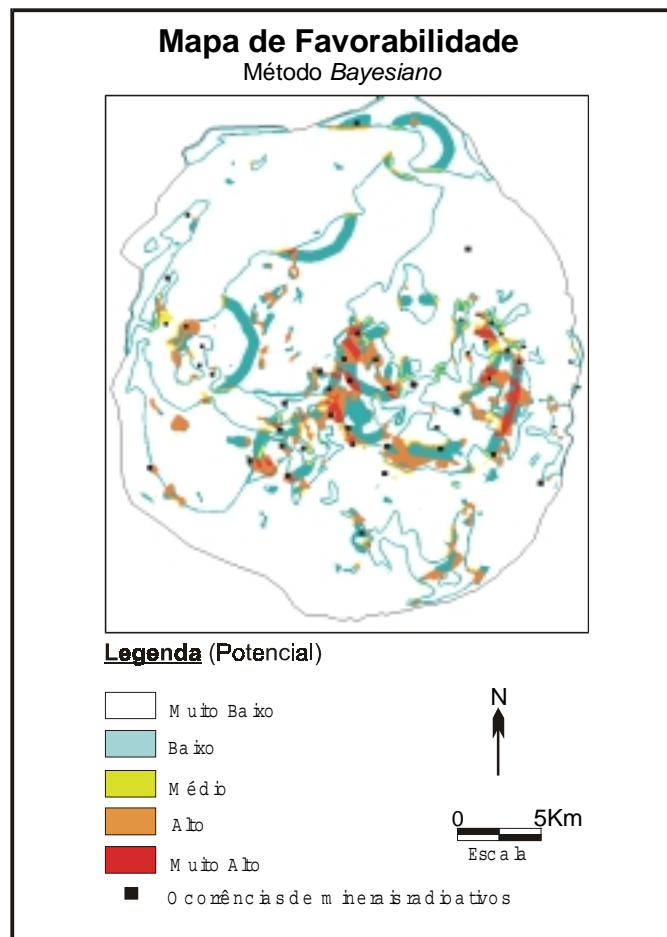 Mapa de Favorabilidade
Método Bayesiano
Legenda (Potencial)
Muito Baixo
Baixo
Médio
Alto
Muito Alto
Ocorrências de minerais radioativos
N
0 5Km
Escala